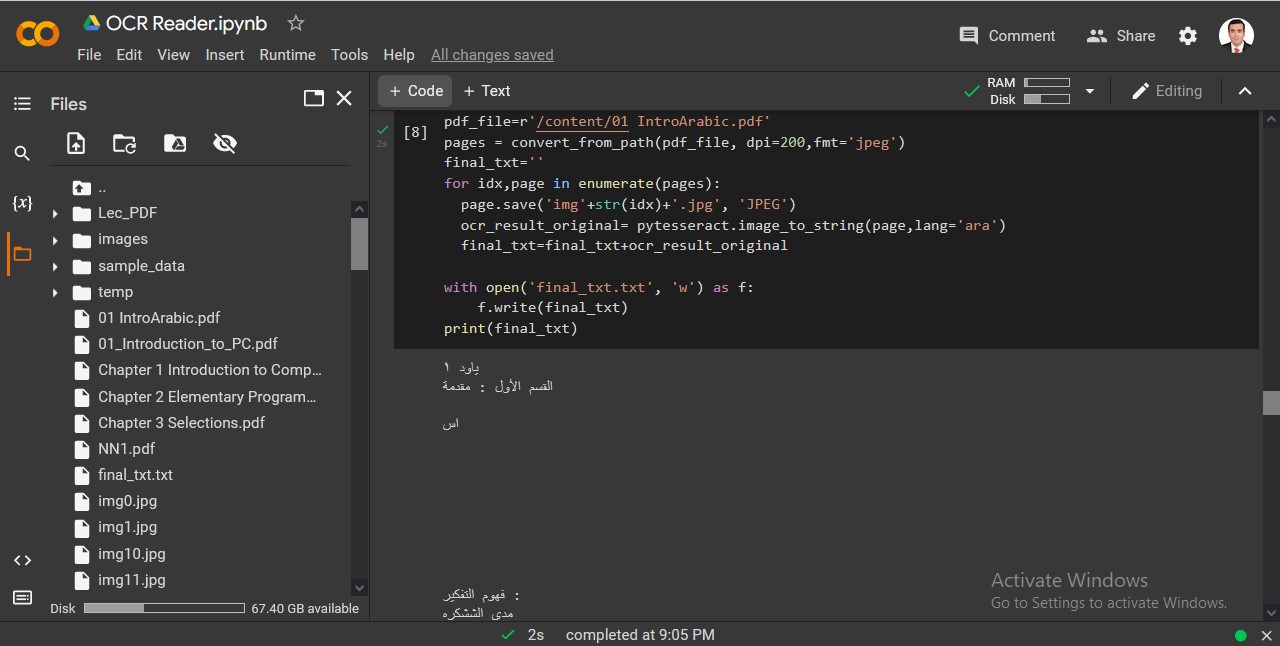 OCR Reader.ipynb
File Edit View Insert Runtime Tools Help All changes saved
Comment Share
Files
+ Code + Text
RAM
Disk
Editing
{x}
..
Lec_PDF
images
sample_data
temp
01 IntroArabic.pdf
01_Introduction_to_PC.pdf
Chapter 1 Introduction to Comp...
Chapter 2 Elementary Program...
Chapter 3 Selections.pdf
NN1.pdf
final_txt.txt
img0.jpg
img1.jpg
img10.jpg
img11.jpg
Disk 67.40 GB available
2s
[8]
pdf_file=r'/content/01 IntroArabic.pdf'
pages = convert_from_path(pdf_file, dpi=200,fmt='jpeg')
final_txt=''
for idx,page in enumerate(pages):
  page.save('img'+str(idx)+'.jpg', 'JPEG')
  ocr_result_original= pytesseract.image_to_string(page,lang='ara')
  final_txt=final_txt+ocr_result_original
with open('final_txt.txt', 'w') as f:
    f.write(final_txt)
print(final_txt)
ياود ١
القسم الأول : مقدمة
اس
: فهوم التفكير
مدى الششكره
Activate Windows
Go to Settings to activate Windows.
2s completed at 9:05 PM